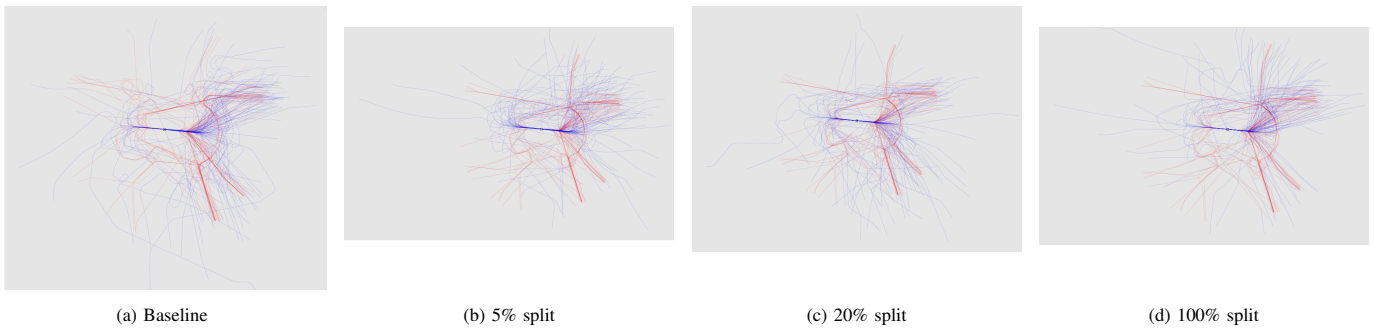 (a) Baseline
(b) 5% split
(c) 20% split
(d) 100% split